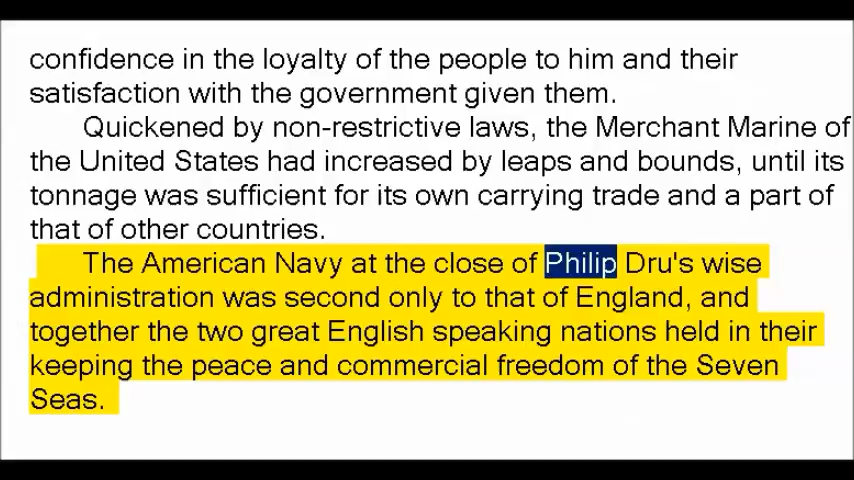 confidence in the loyalty of the people to him and their
satisfaction with the government given them.
Quickened by non-restrictive laws, the Merchant Marine of
the United States had increased by leaps and bounds, until its
tonnage was sufficient for its own carrying trade and a part of
that of other countries.
The American Navy at the close of Philip Dru's wise
administration was second only to that of England, and
together the two great English speaking nations held in their
keeping the peace and commercial freedom of the Seven
Seas.